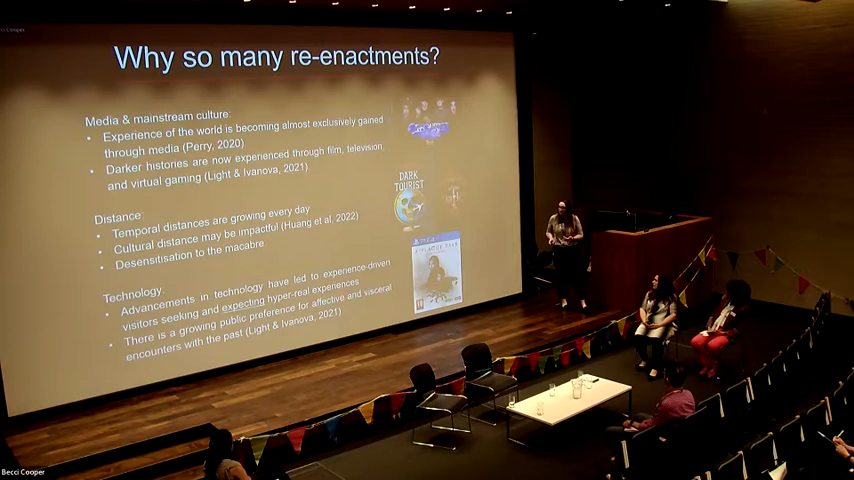 Why so many re-enactments?
Media & mainstream culture:
• Experience of the world is becoming almost exclusively gained
through media (Perry, 2020)
• Darker histories are now experienced through film, television,
and virtual gaming (Light & Ivanova, 2021)
Distance:
• Temporal distances are growing every day
• Cultural distance may be impactful (Huang et al, 2022)
• Desensitisation to the macabre
Technology:
• Advancements in technology have led to experience-driven
visitors seeking and expecting hyper-real experiences
• There is a growing public preference for affective and visceral
encounters with the past (Light & Ivanova, 2021)
DARK
TOURIST
Becci Cooper